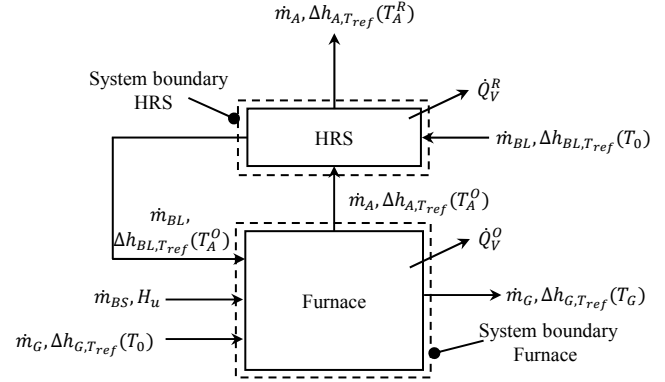 ṁ_A, Δh_{A,T_ref}(T_A^R)
System boundary
HRS
Q̇_V^R
HRS
ṁ_BL, Δh_{BL,T_ref}(T_0)
ṁ_A, Δh_{A,T_ref}(T_A^O)
ṁ_BL,
Δh_{BL,T_ref}(T_A^O)
Q̇_V^O
ṁ_BS, H_u
Furnace
ṁ_G, Δh_{G,T_ref}(T_G)
ṁ_G, Δh_{G,T_ref}(T_0)
System boundary
Furnace